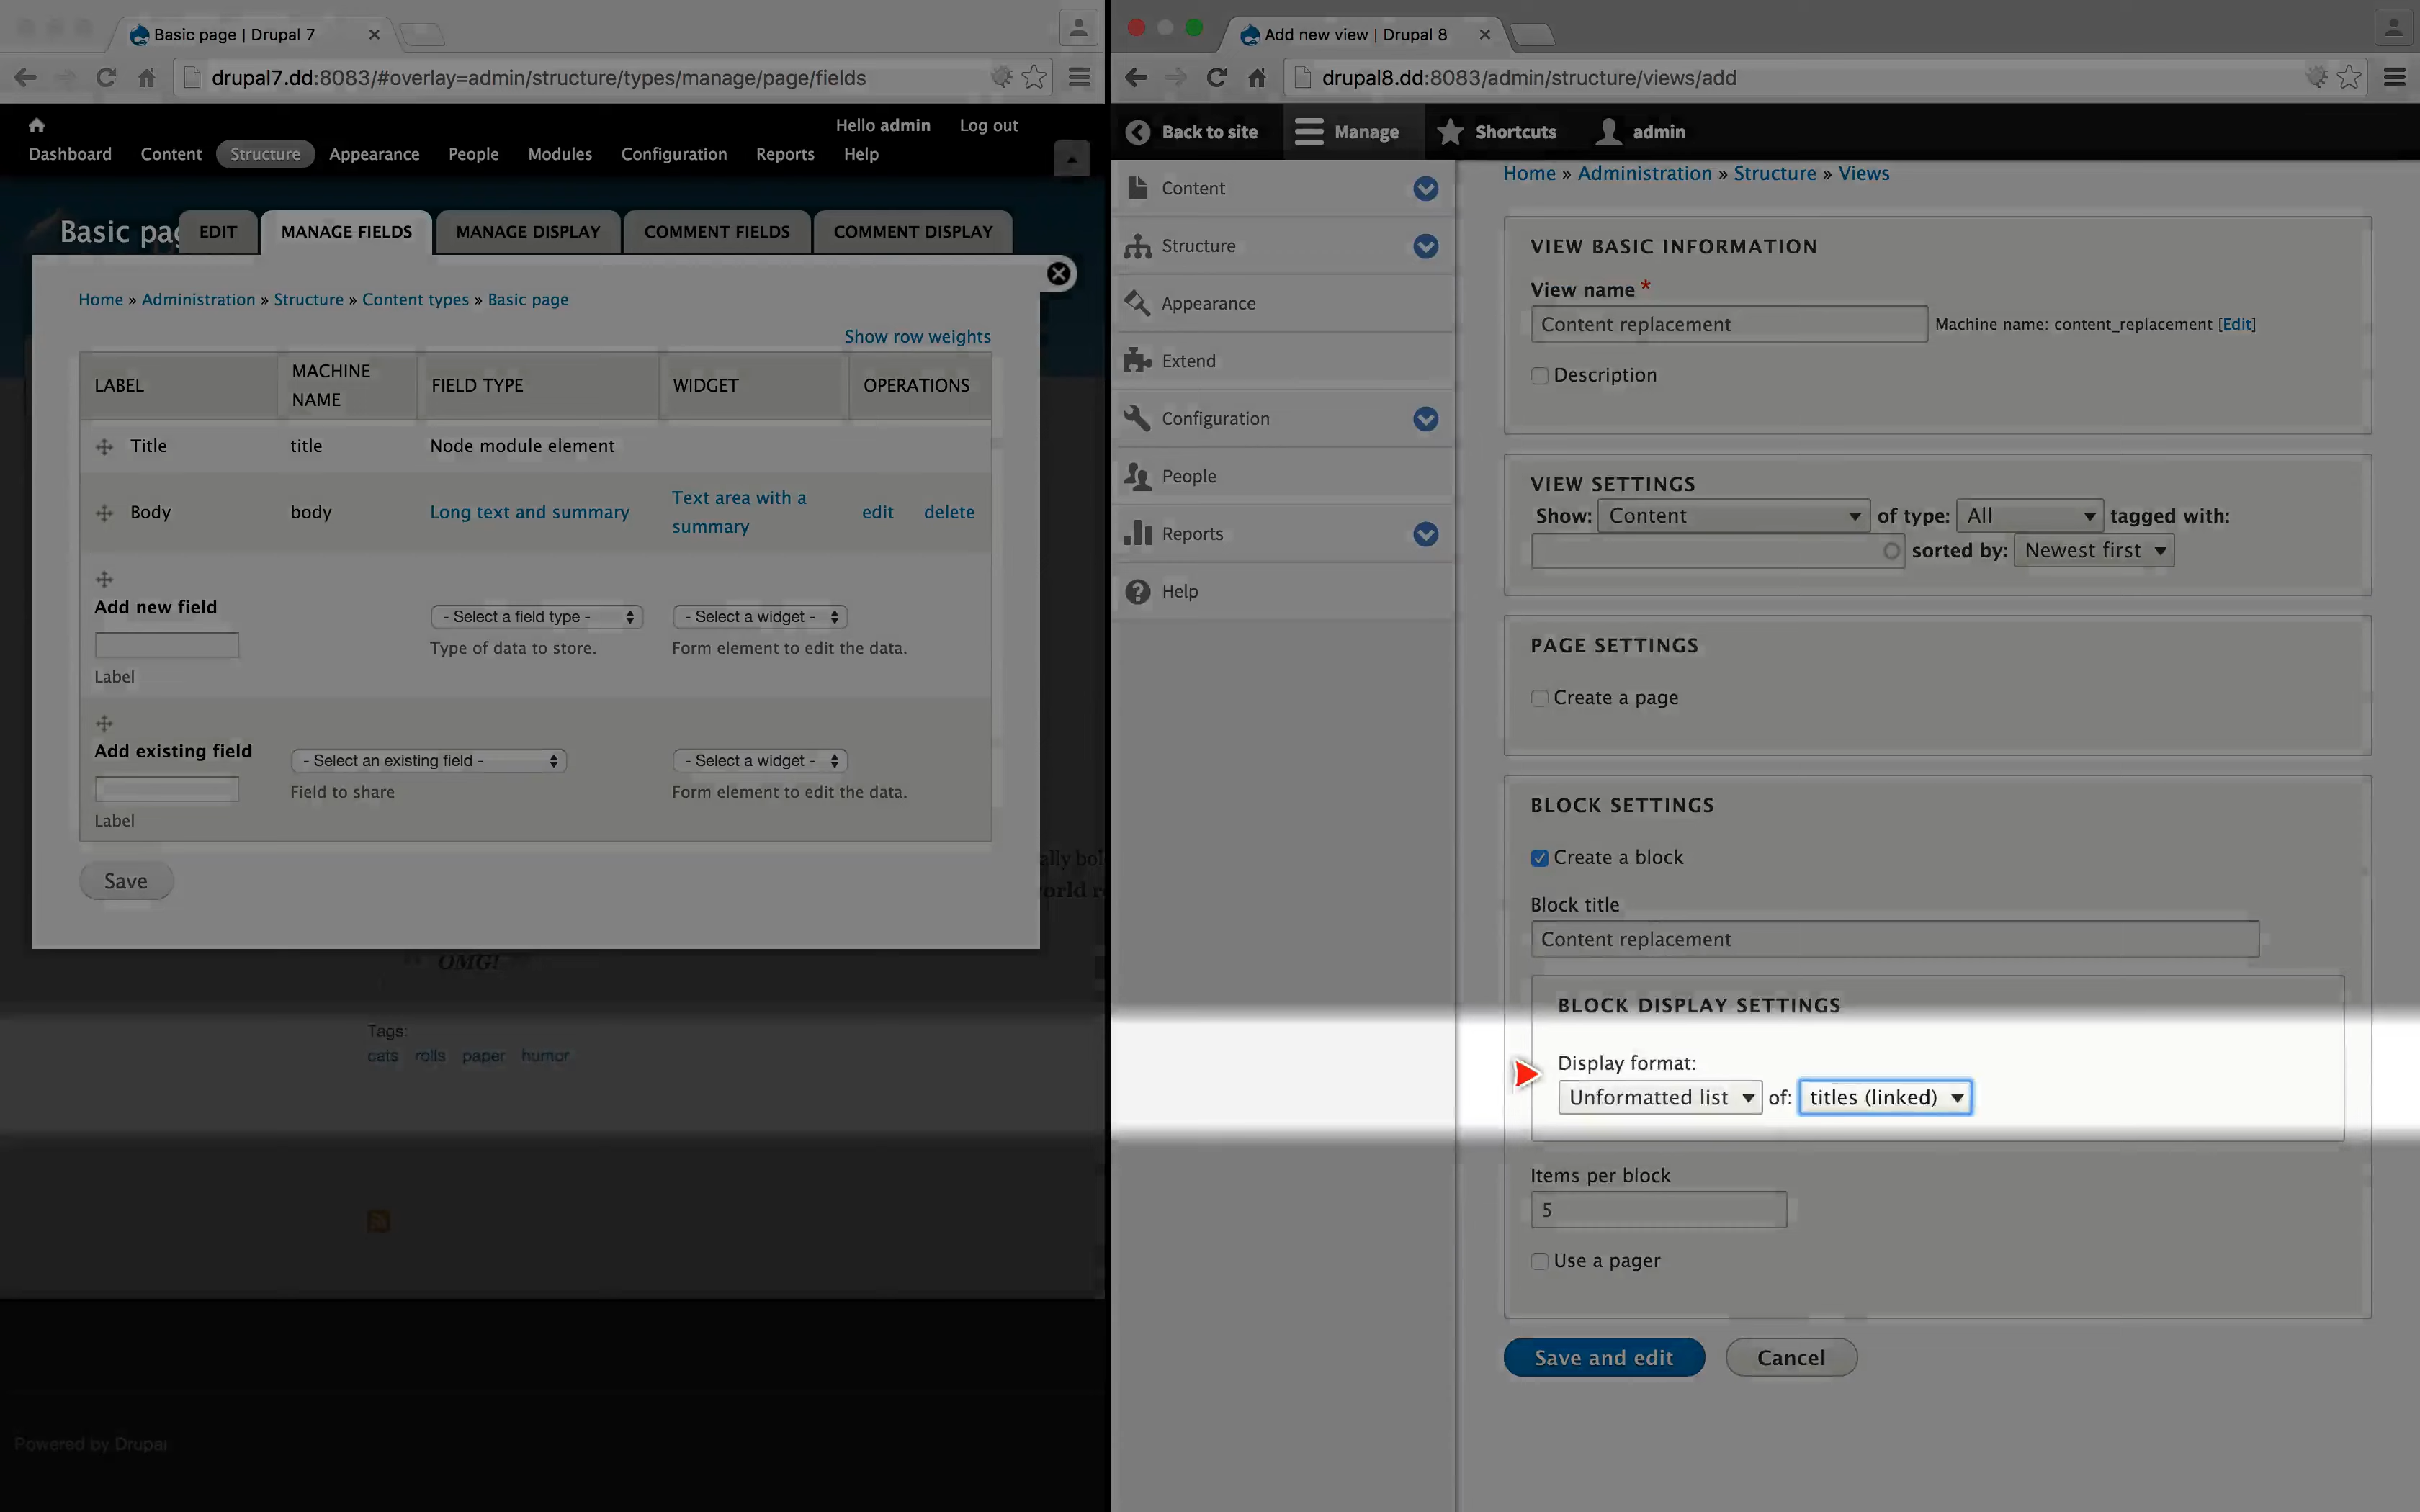 Basic page | Drupal 7
drupal7.dd:8083/#overlay=admin/structure/types/manage/page/fields
Hello admin Log out
Dashboard Content Structure Appearance People Modules Configuration Reports Help
Basic pag
EDIT MANAGE FIELDS MANAGE DISPLAY COMMENT FIELDS COMMENT DISPLAY
Home » Administration » Structure » Content types » Basic page
Show row weights
LABEL MACHINE NAME FIELD TYPE WIDGET OPERATIONS
Title title Node module element
Body body Long text and summary Text area with a summary edit delete
Add new field
- Select a field type - - Select a widget -
Type of data to store. Form element to edit the data.
Label
Add existing field
- Select an existing field - - Select a widget -
Field to share Form element to edit the data.
Label
Save
ally bol
orld r
OMG!
Tags:
cats rolls paper humor
Powered by Drupal
Add new view | Drupal 8
drupal8.dd:8083/admin/structure/views/add
Back to site Manage Shortcuts admin
Content
Structure
Appearance
Extend
Configuration
People
Reports
Help
Home » Administration » Structure » Views
VIEW BASIC INFORMATION
View name *
Content replacement Machine name: content_replacement [Edit]
Description
VIEW SETTINGS
Show: Content of type: All tagged with:
sorted by: Newest first
PAGE SETTINGS
Create a page
BLOCK SETTINGS
Create a block
Block title
Content replacement
BLOCK DISPLAY SETTINGS
Display format:
Unformatted list of: titles (linked)
Items per block
5
Use a pager
Save and edit Cancel